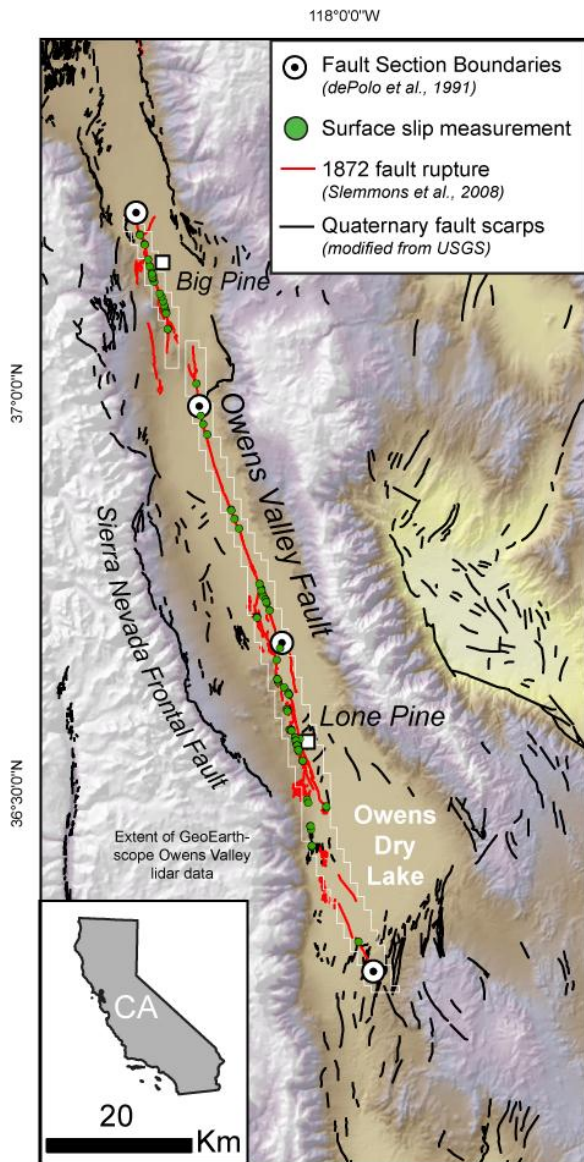 118°0'0"W
Fault Section Boundaries
(dePolo et al., 1991)
Surface slip measurement
1872 fault rupture
(Slemmons et al., 2008)
Quaternary fault scarps
(modified from USGS)
Big Pine
37°0'0"N
Owens Valley Fault
Sierra Nevada Frontal Fault
Lone Pine
36°30'0"N
Owens
Dry
Lake
Extent of GeoEarth-
scope Owens Valley
lidar data
CA
20
Km